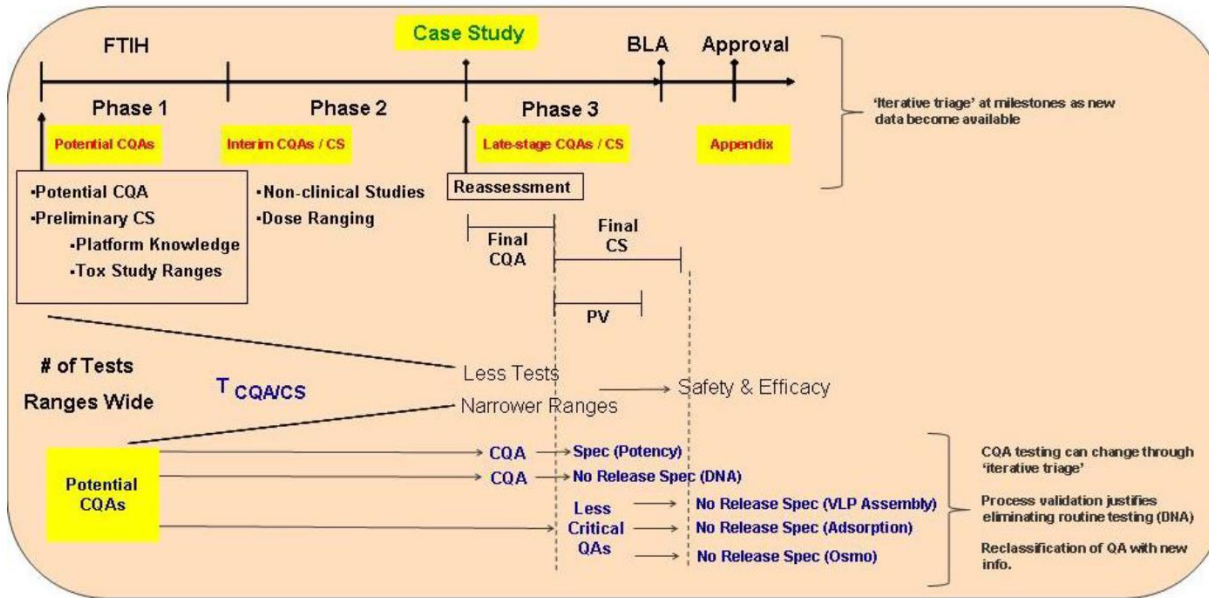 Case Study
FTIH
BLA
Approval
Phase 1
Phase 2
Phase 3
Potential CQAs
Interim CQAs / CS
Late-stage CQAs / CS
Appendix
'Iterative triage' at milestones as new
data become available
•Potential CQA
•Preliminary CS
•Platform Knowledge
•Tox Study Ranges
•Non-clinical Studies
•Dose Ranging
Reassessment
Final
CQA
Final
CS
PV
# of Tests
Ranges Wide
T CQA/CS
Less Tests
Narrower Ranges
Safety & Efficacy
Potential
CQAs
CQA
Spec (Potency)
CQA
No Release Spec (DNA)
Less
Critical
QAs
No Release Spec (VLP Assembly)
No Release Spec (Adsorption)
No Release Spec (Osmo)
CQA testing can change through
'iterative triage'
Process validation justifies
eliminating routine testing (DNA)
Reclassification of QA with new
info.